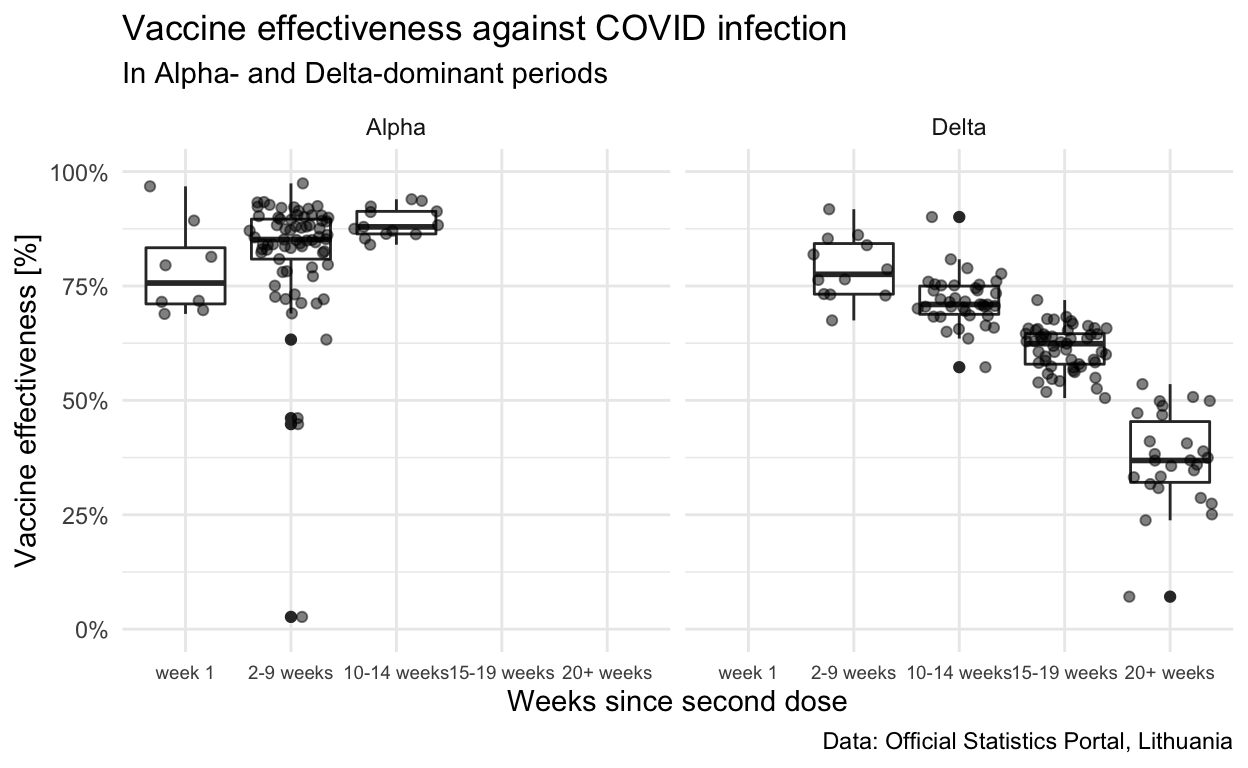 Vaccine effectiveness against COVID infection
In Alpha- and Delta-dominant periods
Alpha
Delta
Vaccine effectiveness [%]
100%
75%
50%
25%
0%
week 1 2-9 weeks 10-14 weeks 15-19 weeks 20+ weeks
week 1 2-9 weeks 10-14 weeks 15-19 weeks 20+ weeks
Weeks since second dose
Data: Official Statistics Portal, Lithuania